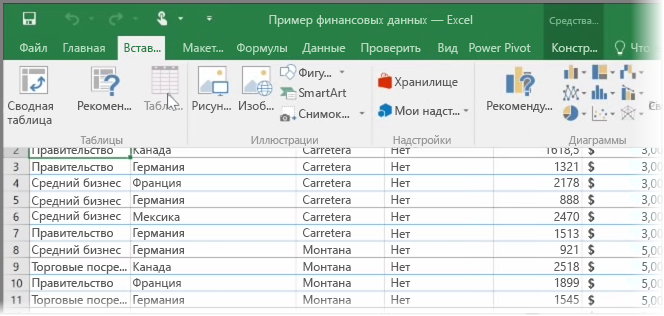 Пример финансовых данных — Excel
Средства...
Файл Главная Встав... Макет... Формулы Данные Проверить Вид Power Pivot Констр... Что
Сводная таблица
Рекомен...
Таблиц...
Рисун...
Изоб...
Фигу...
SmartArt
Снимок...
Хранилище
Мои надст...
Рекоменду...
Таблицы Иллюстрации Надстройки Диаграммы
2 Правительство Канада Carretera Нет 1618,5 $ 3,00
3 Правительство Германия Carretera Нет 1321 $ 3,00
4 Средний бизнес Франция Carretera Нет 2178 $ 3,00
5 Средний бизнес Германия Carretera Нет 888 $ 3,00
6 Средний бизнес Мексика Carretera Нет 2470 $ 3,00
7 Правительство Германия Carretera Нет 1513 $ 3,00
8 Средний бизнес Германия Монтана Нет 921 $ 5,00
9 Торговые посре... Канада Монтана Нет 2518 $ 5,00
10 Правительство Франция Монтана Нет 1899 $ 5,00
11 Торговые посре... Германия Монтана Нет 1545 $ 5,00